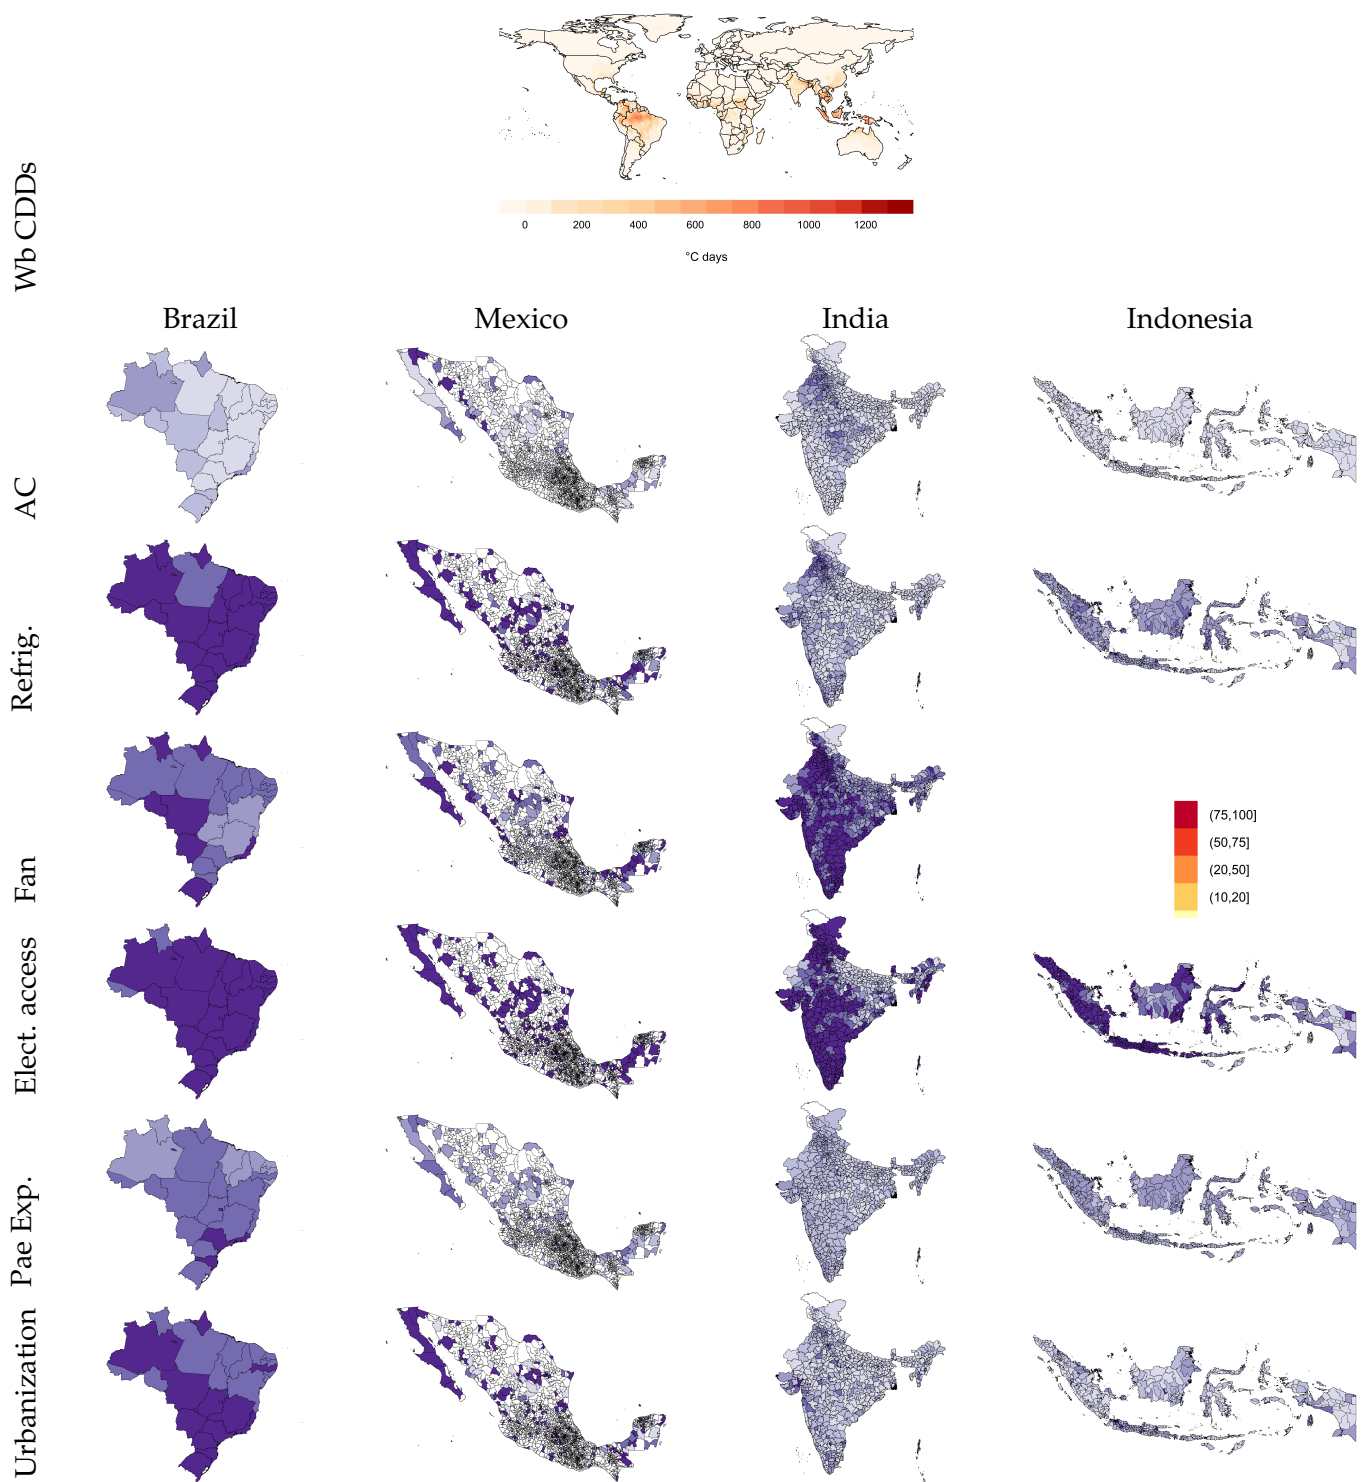 Wb CDDs
0 200 400 600 800 1000 1200
°C days
Brazil Mexico India Indonesia
AC
Refrig.
Fan
(75,100]
(50,75]
(20,50]
(10,20]
Elect. access
Pae Exp.
Urbanization